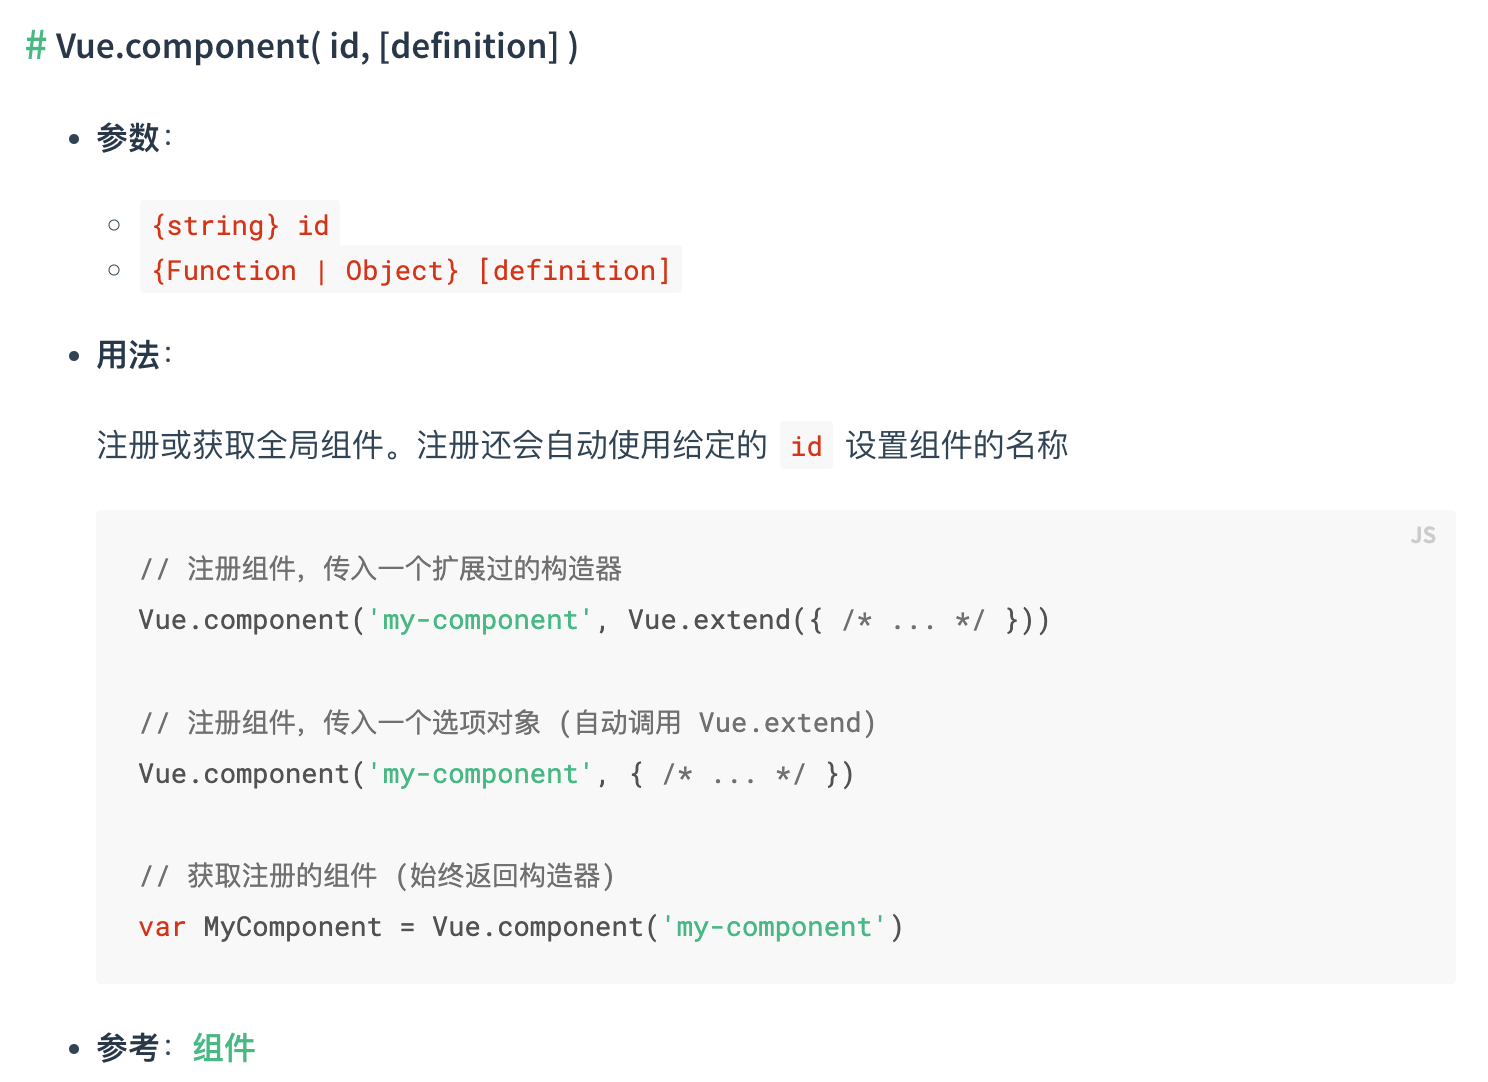 # Vue.component( id, [definition] )
参数：
{string} id
{Function | Object} [definition]
用法：
注册或获取全局组件。注册还会自动使用给定的 id 设置组件的名称
JS
// 注册组件，传入一个扩展过的构造器
Vue.component('my-component', Vue.extend({ /* ... */ }))
// 注册组件，传入一个选项对象 (自动调用 Vue.extend)
Vue.component('my-component', { /* ... */ })
// 获取注册的组件 (始终返回构造器)
var MyComponent = Vue.component('my-component')
参考：组件